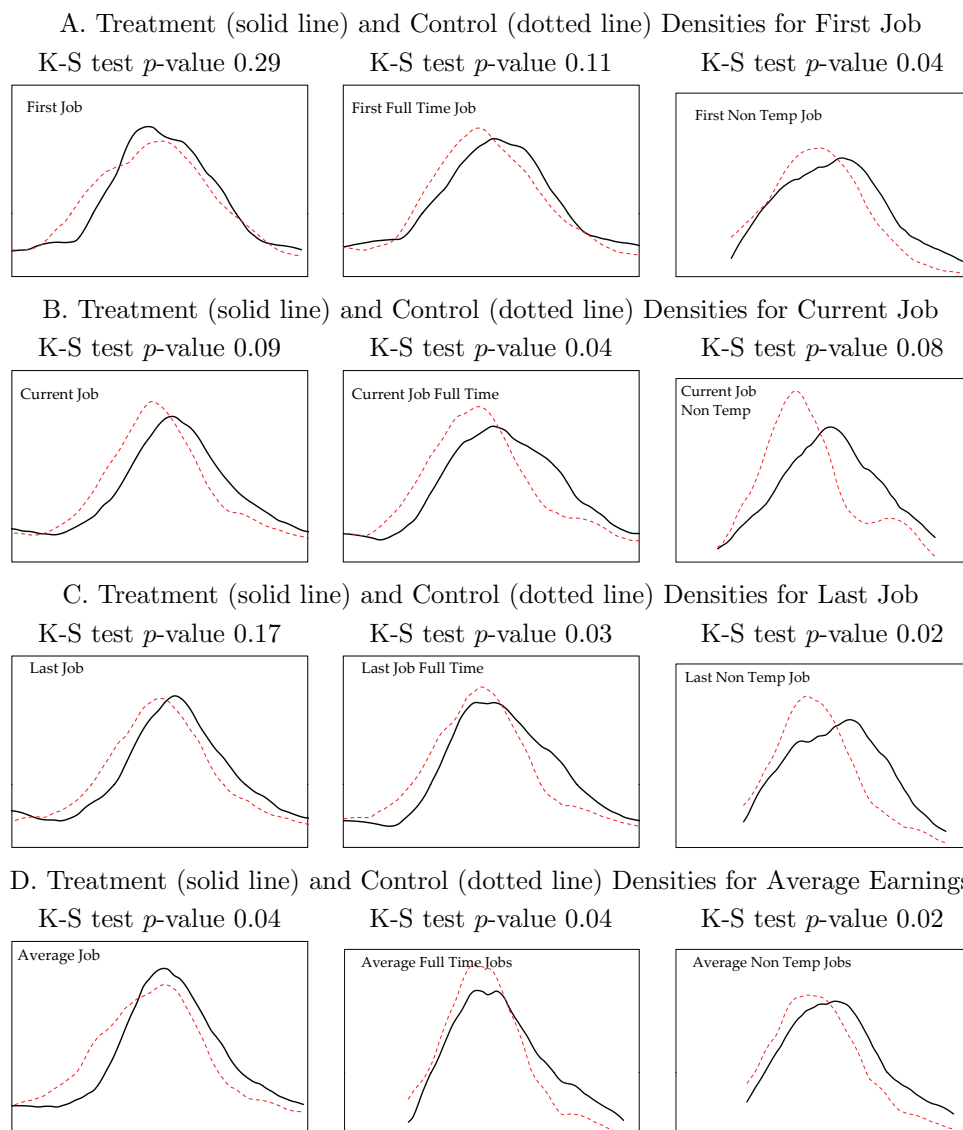 A. Treatment (solid line) and Control (dotted line) Densities for First Job
K-S test p-value 0.29
K-S test p-value 0.11
K-S test p-value 0.04
First Job
First Full Time Job
First Non Temp Job
B. Treatment (solid line) and Control (dotted line) Densities for Current Job
K-S test p-value 0.09
K-S test p-value 0.04
K-S test p-value 0.08
Current Job
Current Job Full Time
Current Job
Non Temp
C. Treatment (solid line) and Control (dotted line) Densities for Last Job
K-S test p-value 0.17
K-S test p-value 0.03
K-S test p-value 0.02
Last Job
Last Job Full Time
Last Non Temp Job
D. Treatment (solid line) and Control (dotted line) Densities for Average Earnings
K-S test p-value 0.04
K-S test p-value 0.04
K-S test p-value 0.02
Average Job
Average Full Time Jobs
Average Non Temp Jobs